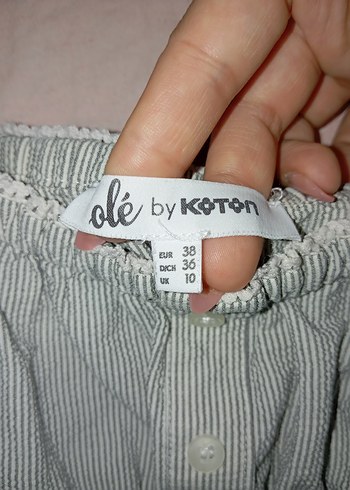 olé by KOTON
EUR 38
D/CH 36
UK 10